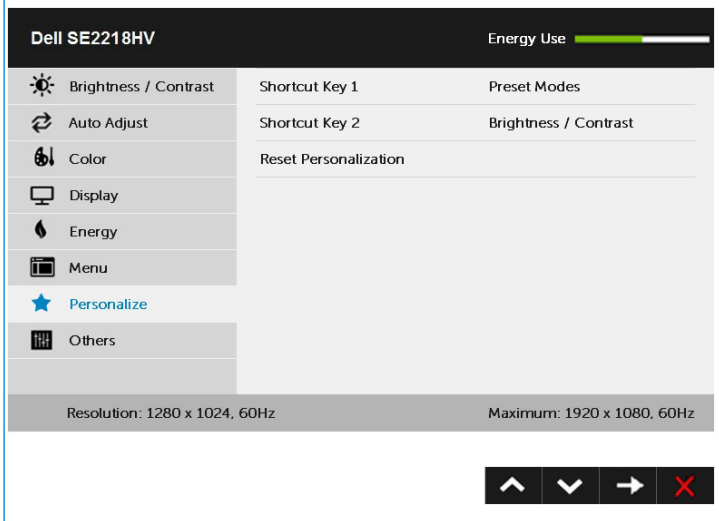 Dell SE2218HV
Energy Use
Brightness / Contrast
Shortcut Key 1
Preset Modes
Auto Adjust
Shortcut Key 2
Brightness / Contrast
Color
Reset Personalization
Display
Energy
Menu
Personalize
Others
Resolution: 1280 x 1024, 60Hz
Maximum: 1920 x 1080, 60Hz